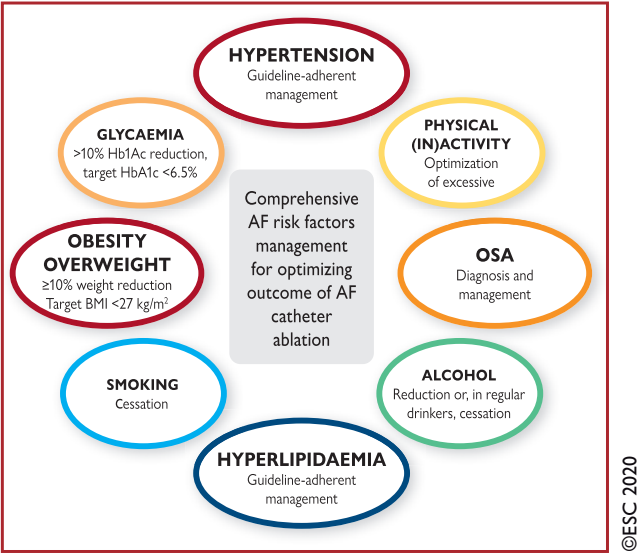 HYPERTENSION
Guideline-adherent
management
GLYCAEMIA
>10% Hb1Ac reduction,
target HbA1c <6.5%
PHYSICAL
(IN)ACTIVITY
Optimization
of excessive
Comprehensive
AF risk factors
management
for optimizing
outcome of AF
catheter
ablation
OBESITY
OVERWEIGHT
≥10% weight reduction
Target BMI <27 kg/m²
OSA
Diagnosis and
management
SMOKING
Cessation
ALCOHOL
Reduction or, in regular
drinkers, cessation
HYPERLIPIDAEMIA
Guideline-adherent
management
©ESC 2020